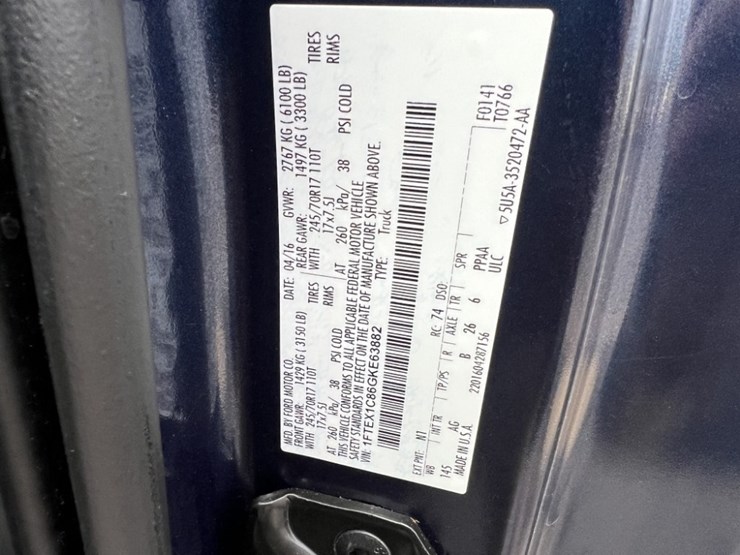 MFD. BY FORD MOTOR CO.
DATE: 04/16 GVWR: 2767 KG ( 6100 LB)
FRONT GAWR: 1429 KG ( 3150 LB) REAR GAWR: 1497 KG ( 3300 LB)
WITH 245/70R17 110T TIRES WITH 245/70R17 110T TIRES
17x7.5J RIMS 17x7.5J RIMS
AT 260 kPa/ 38 PSI COLD AT 260 kPa/ 38 PSI COLD
THIS VEHICLE CONFORMS TO ALL APPLICABLE FEDERAL MOTOR VEHICLE
SAFETY STANDARDS IN EFFECT ON THE DATE OF MANUFACTURE SHOWN ABOVE.
VIN: 1FTEX1C86GKE63882 TYPE: Truck
EXT PNT: N1 RC: 74 DSO: F0141
WB INT TR TP/PS R AXLE TR SPR T0766
145 AG B 26 6 PPAA
MADE IN U.S.A. 2201604287156 ULC
5U5A-3520472-AA